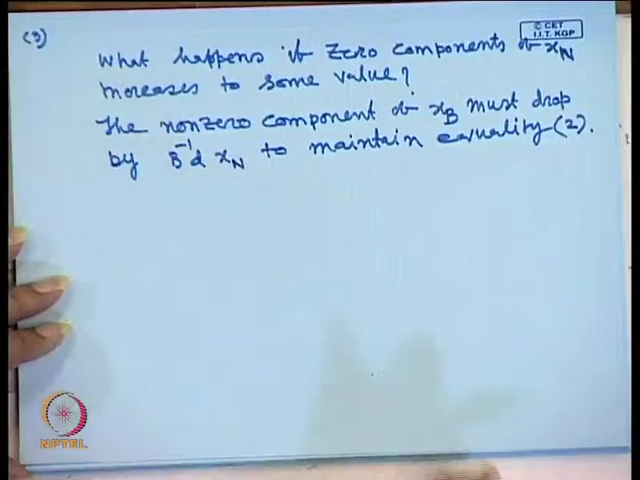 (3)
© CET
I.I.T. KGP
What happens if zero components of x_N
increases to some value?
The nonzero component of x_B must drop
by B^-1 d x_N to maintain equality (2).
NPTEL